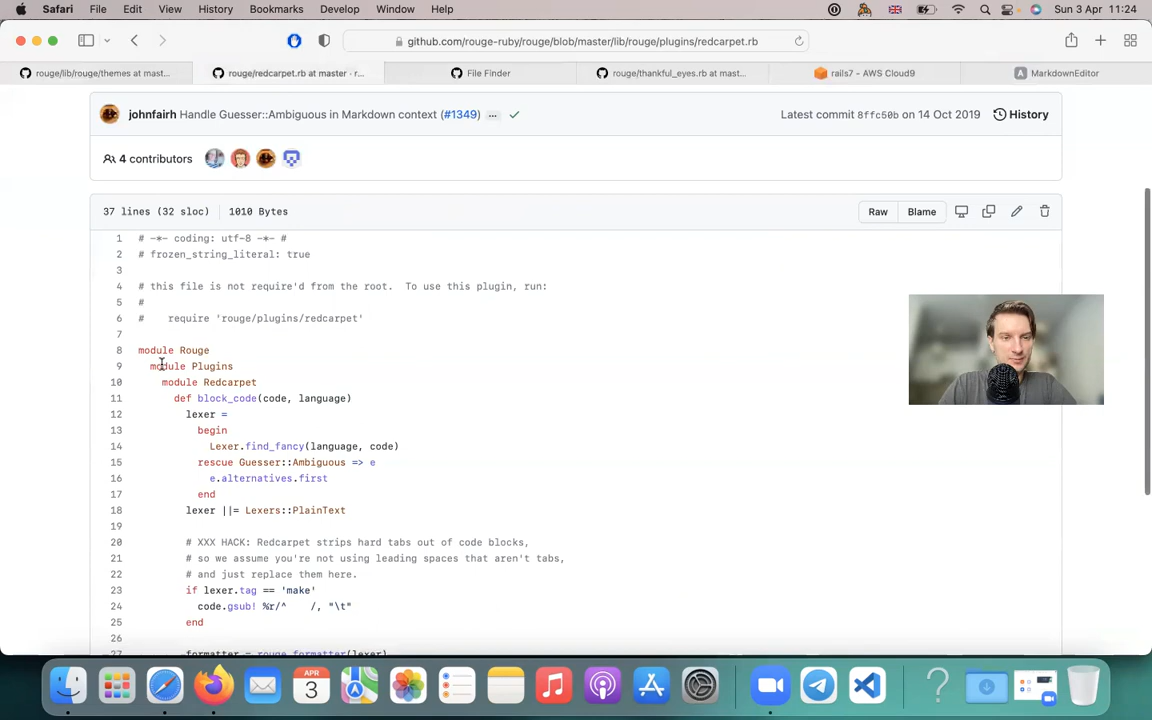 Safari File Edit View History Bookmarks Develop Window Help Sun 3 Apr 11:24
github.com/rouge-ruby/rouge/blob/master/lib/rouge/plugins/redcarpet.rb
rouge/lib/rouge/themes at mast... rouge/redcarpet.rb at master · r... File Finder rouge/thankful_eyes.rb at mast... rails7 - AWS Cloud9 MarkdownEditor
johnfairh Handle Guesser::Ambiguous in Markdown context (#1349) ... Latest commit 8ffc50b on 14 Oct 2019 History
4 contributors
37 lines (32 sloc) 1010 Bytes Raw Blame
1 # -*- coding: utf-8 -*- #
2 # frozen_string_literal: true
3
4 # this file is not require'd from the root. To use this plugin, run:
5 #
6 # require 'rouge/plugins/redcarpet'
7
8 module Rouge
9 module Plugins
10 module Redcarpet
11 def block_code(code, language)
12 lexer =
13 begin
14 Lexer.find_fancy(language, code)
15 rescue Guesser::Ambiguous => e
16 e.alternatives.first
17 end
18 lexer ||= Lexers::PlainText
19
20 # XXX HACK: Redcarpet strips hard tabs out of code blocks,
21 # so we assume you're not using leading spaces that aren't tabs,
22 # and just replace them here.
23 if lexer.tag == 'make'
24 code.gsub! %r/^    /, "\t"
25 end
26
27 formatter = rouge_formatter(lexer)
APR
3